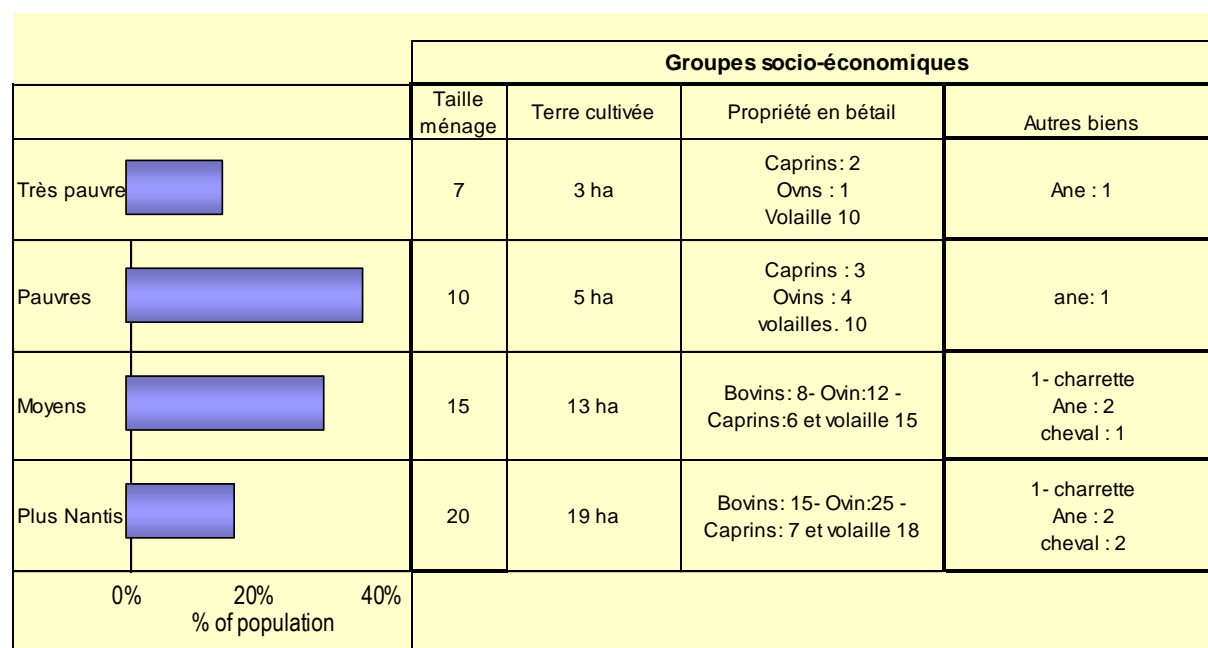 Groupes socio-économiques
Taille ménage
Terre cultivée
Propriété en bétail
Autres biens
Très pauvre
7
3 ha
Caprins: 2
Ovns : 1
Volaille 10
Ane : 1
Pauvres
10
5 ha
Caprins : 3
Ovins : 4
volailles. 10
ane: 1
Moyens
15
13 ha
Bovins: 8- Ovin:12 -
Caprins:6 et volaille 15
1- charrette
Ane : 2
cheval : 1
Plus Nantis
20
19 ha
Bovins: 15- Ovin:25 -
Caprins: 7 et volaille 18
1- charrette
Ane : 2
cheval : 2
0% 20% 40%
% of population